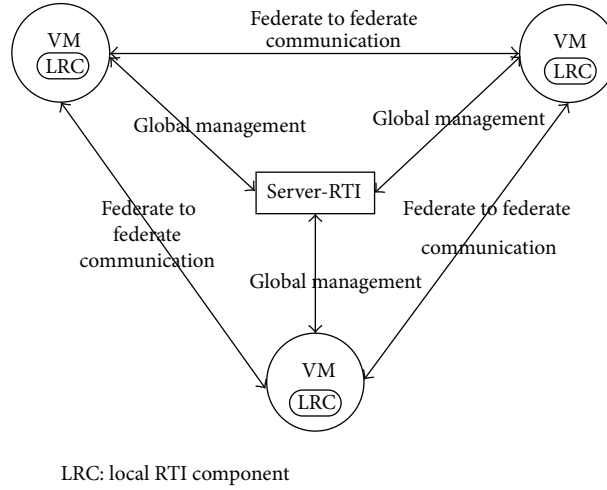 Federate to federate
communication
VM
LRC
VM
LRC
Global management
Global management
Server-RTI
Federate to
federate
communication
Federate to federate
communication
Global management
VM
LRC
LRC: local RTI component